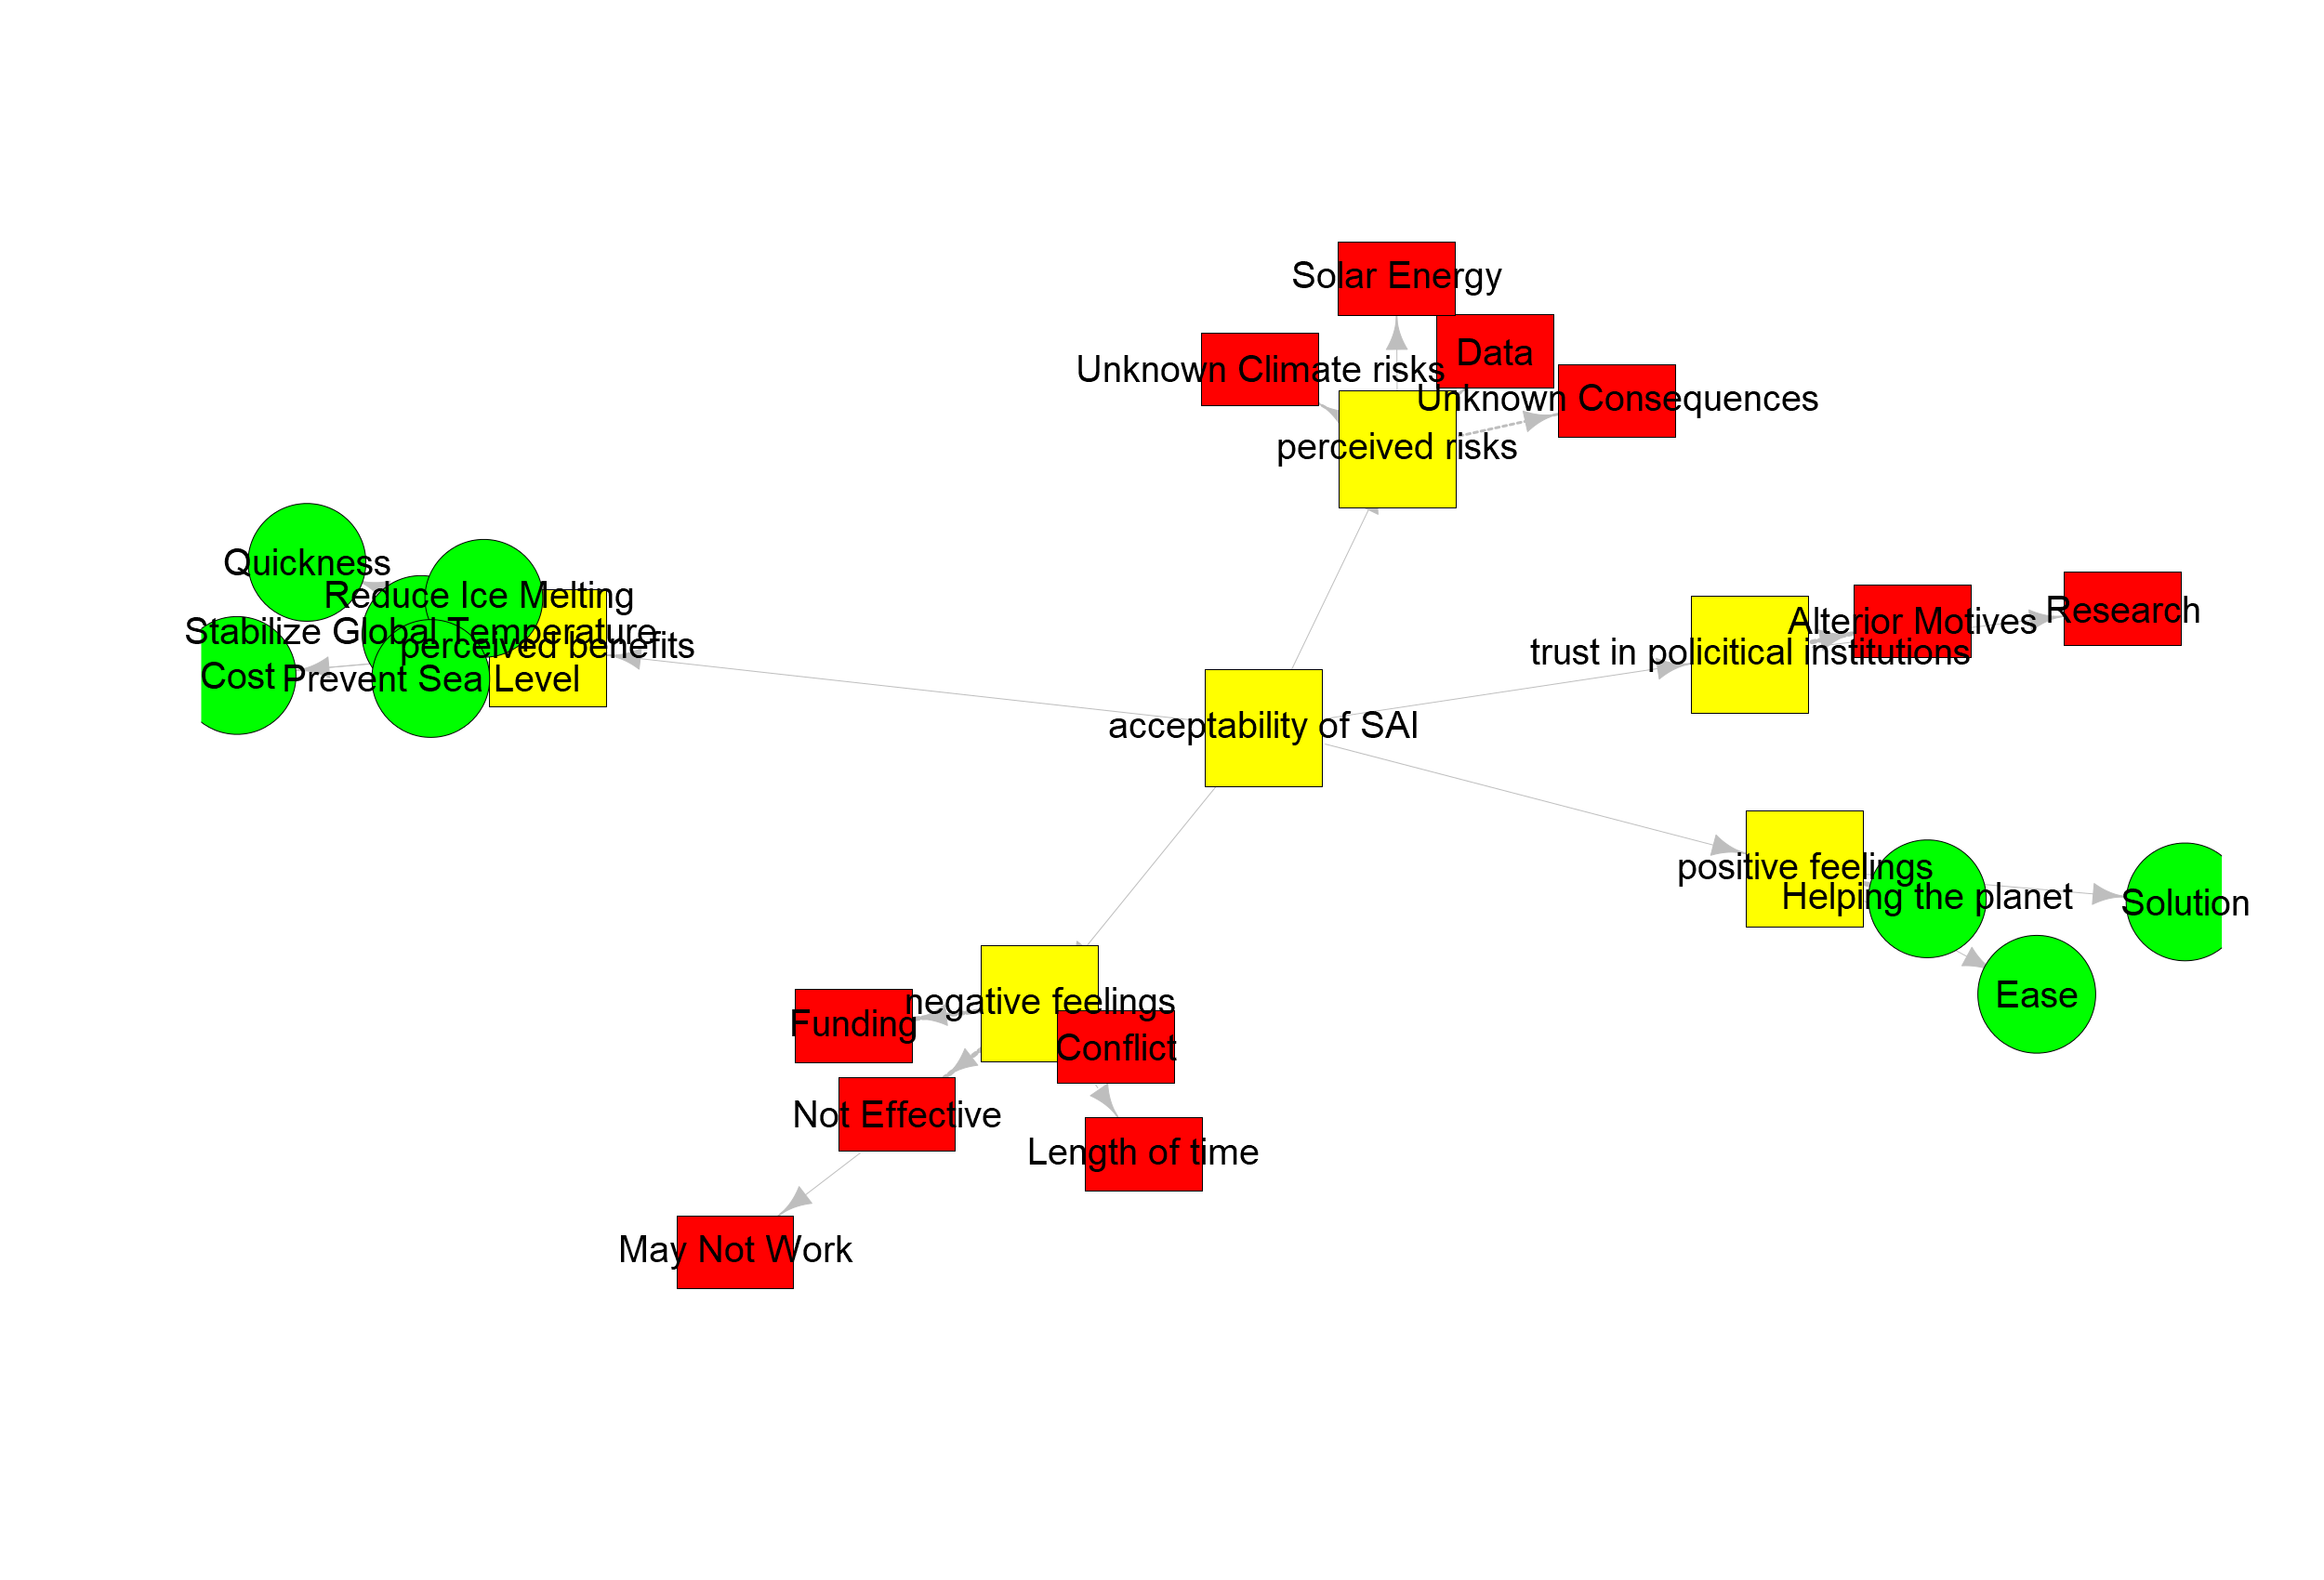 Solar Energy
Data
Unknown Climate risks
Unknown Consequences
perceived risks
Quickness
Reduce Ice Melting
Stabilize Global Temperature
perceived benefits
Cost
Prevent Sea Level
Research
Alterior Motives
trust in policitical institutions
acceptability of SAI
positive feelings
Helping the planet
Solution
Ease
negative feelings
Funding
Conflict
Not Effective
Length of time
May Not Work